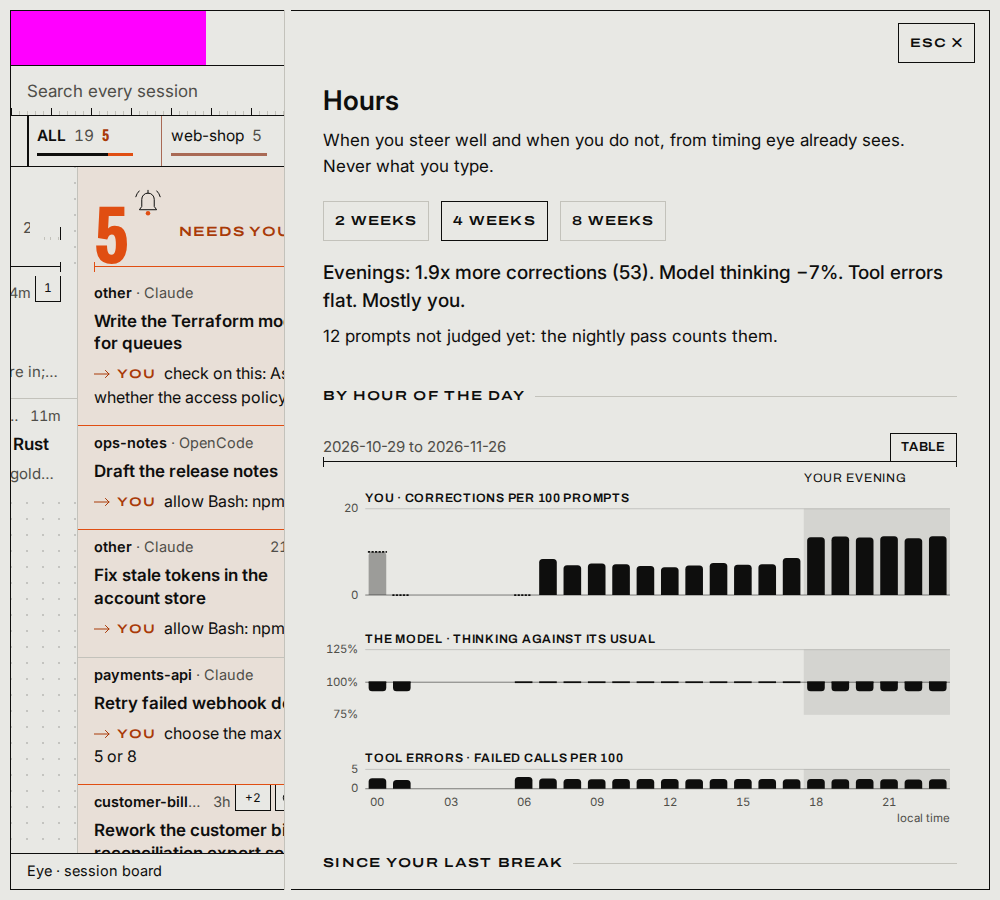 Search every session
ALL 19 5
web-shop 5
5
NEEDS YOU
4m 1
other · Claude
Write the Terraform mo
for queues
→ YOU check on this: As
whether the access policy
re in;…
11m
Rust
gold…
ops-notes · OpenCode
Draft the release notes
→ YOU allow Bash: npm
other · Claude 21
Fix stale tokens in the
account store
→ YOU allow Bash: npm
payments-api · Claude
Retry failed webhook de
→ YOU choose the max
5 or 8
customer-bill… 3h +2
Rework the customer bi
reconciliation export so
Eye · session board
ESC ✕
Hours
When you steer well and when you do not, from timing eye already sees.
Never what you type.
2 WEEKS
4 WEEKS
8 WEEKS
Evenings: 1.9x more corrections (53). Model thinking −7%. Tool errors
flat. Mostly you.
12 prompts not judged yet: the nightly pass counts them.
BY HOUR OF THE DAY
2026-10-29 to 2026-11-26
TABLE
YOUR EVENING
YOU · CORRECTIONS PER 100 PROMPTS
20
0
THE MODEL · THINKING AGAINST ITS USUAL
125%
100%
75%
TOOL ERRORS · FAILED CALLS PER 100
5
0
00 03 06 09 12 15 18 21
local time
SINCE YOUR LAST BREAK